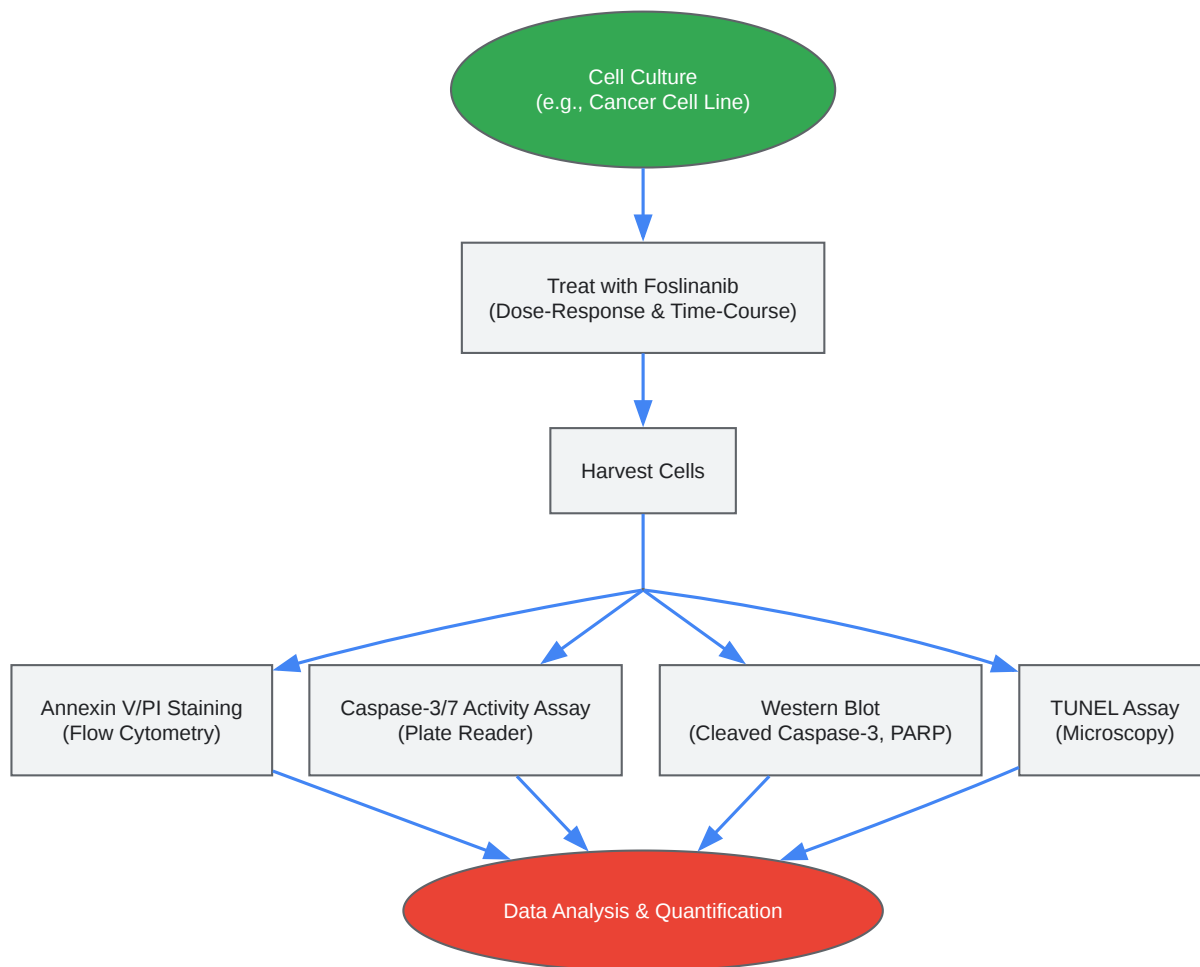 Cell Culture
(e.g., Cancer Cell Line)
Treat with Foslinanib
(Dose-Response & Time-Course)
Harvest Cells
Annexin V/PI Staining
(Flow Cytometry)
Caspase-3/7 Activity Assay
(Plate Reader)
Western Blot
(Cleaved Caspase-3, PARP)
TUNEL Assay
(Microscopy)
Data Analysis & Quantification